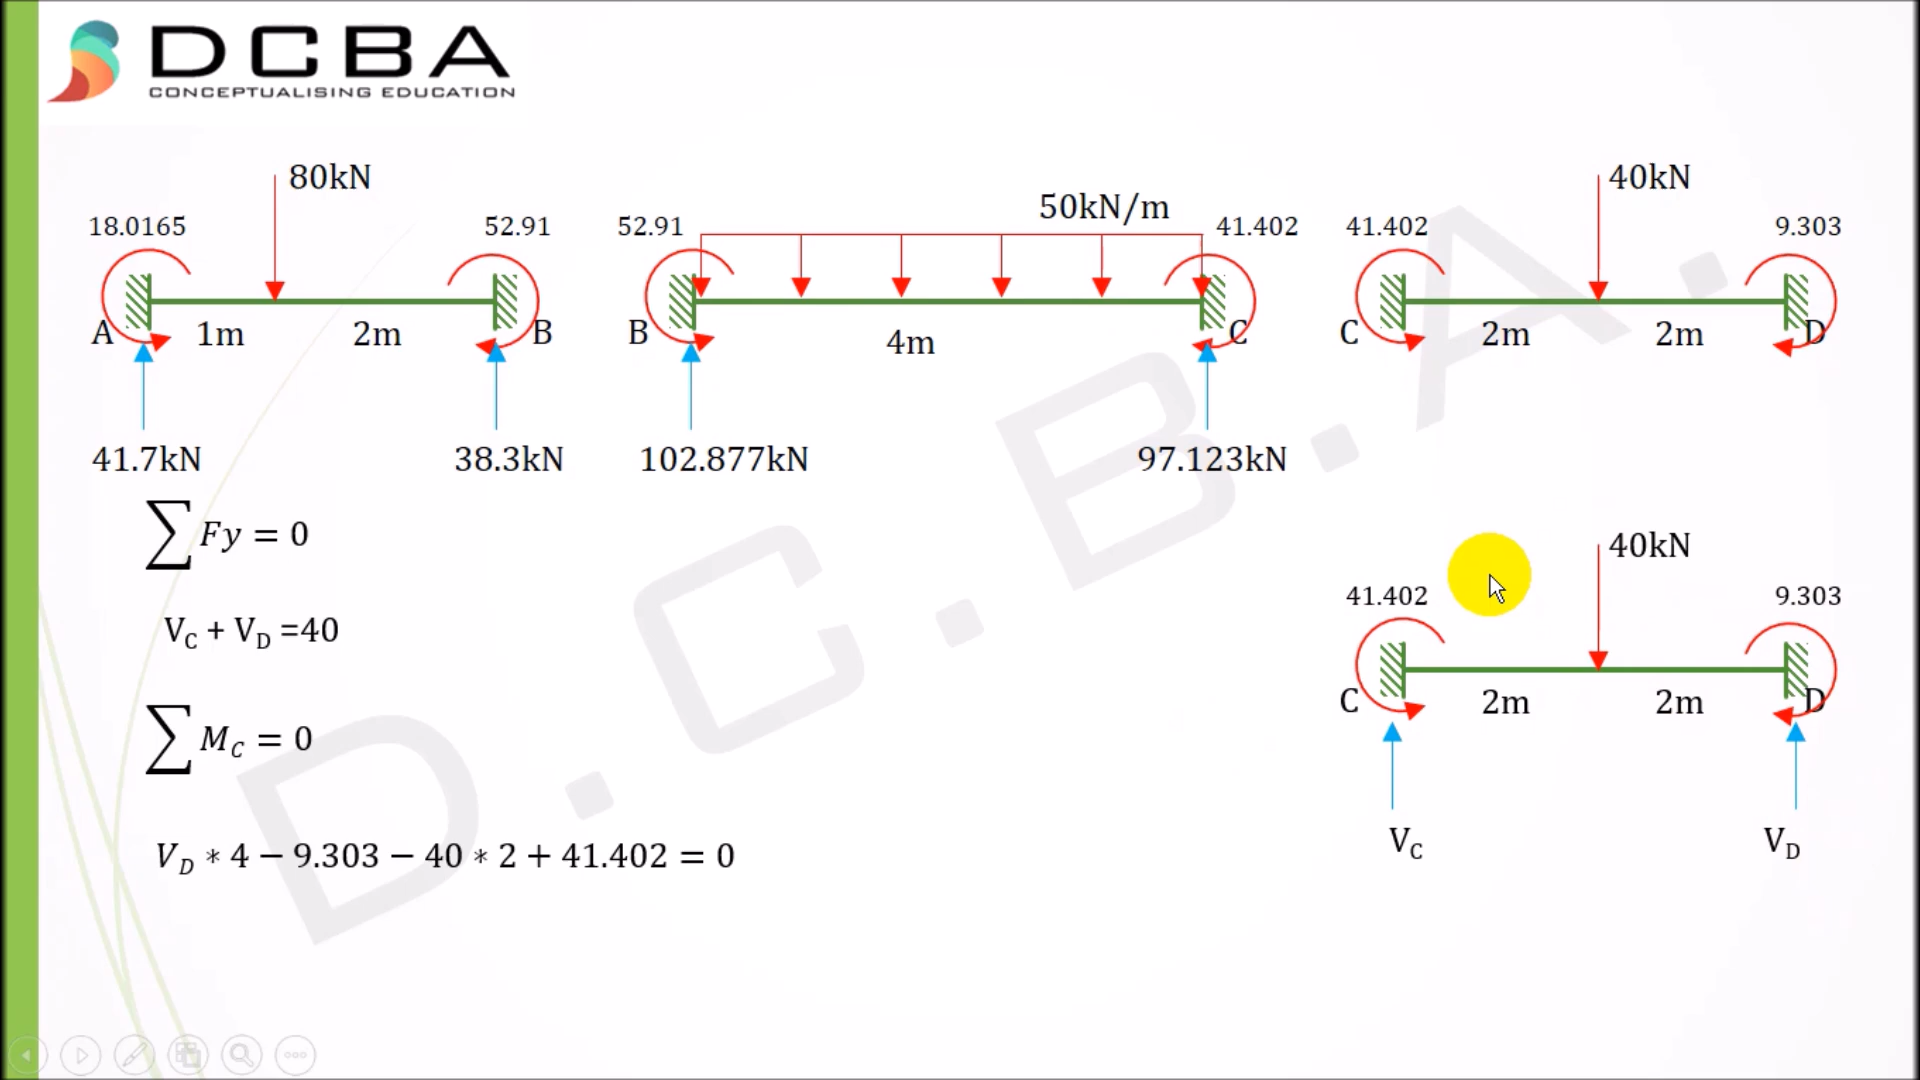 DCBA
CONCEPTUALISING EDUCATION
80kN
18.0165
52.91
A
1m
2m
B
41.7kN
38.3kN
50kN/m
52.91
41.402
B
4m
C
102.877kN
97.123kN
40kN
41.402
9.303
C
2m
2m
D
∑Fy = 0
V_C + V_D =40
∑M_C = 0
V_D ∗ 4 − 9.303 − 40 ∗ 2 + 41.402 = 0
40kN
41.402
9.303
C
2m
2m
D
V_C
V_D
D.C.B.A.